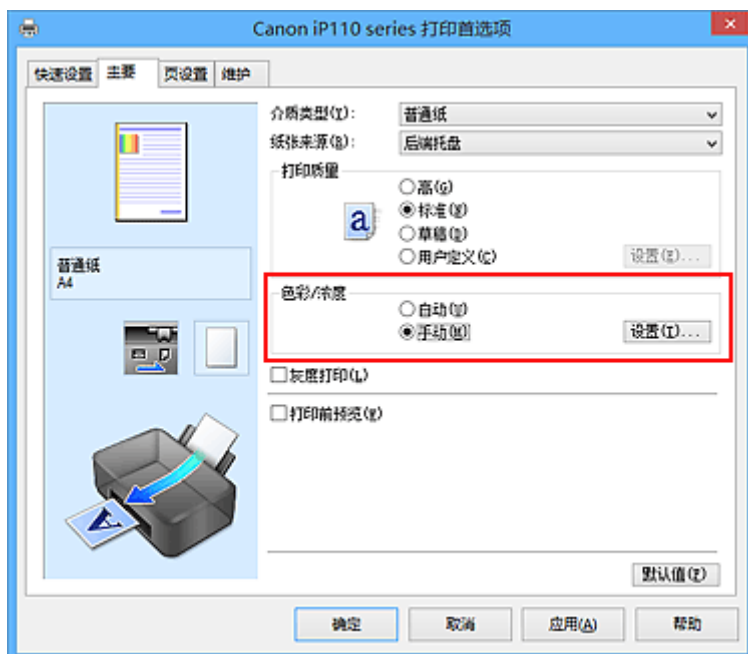 Canon iP110 series 打印首选项
快速设置 主要 页设置 维护
介质类型(Y): 普通纸
纸张来源(R): 后端托盘
打印质量
高(G)
a 标准(S)
草稿(D)
用户定义(C) 设置(E)...
普通纸
A4
色彩/浓度
自动(U)
手动(M) 设置(T)...
灰度打印(L)
打印前预览(V)
A
默认值(F)
确定 取消 应用(A) 帮助